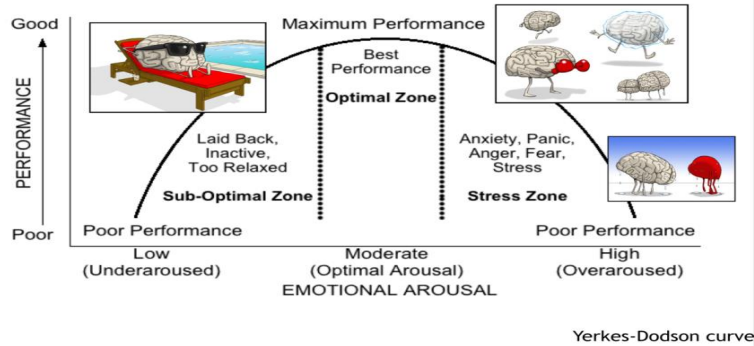 Good
Maximum Performance
Best
Performance
Optimal Zone
PERFORMANCE
Laid Back,
Inactive,
Too Relaxed
Sub-Optimal Zone
Anxiety, Panic,
Anger, Fear,
Stress
Stress Zone
Poor
Poor Performance
Poor Performance
Low
(Underaroused)
Moderate
(Optimal Arousal)
High
(Overaroused)
EMOTIONAL AROUSAL
Yerkes-Dodson curve